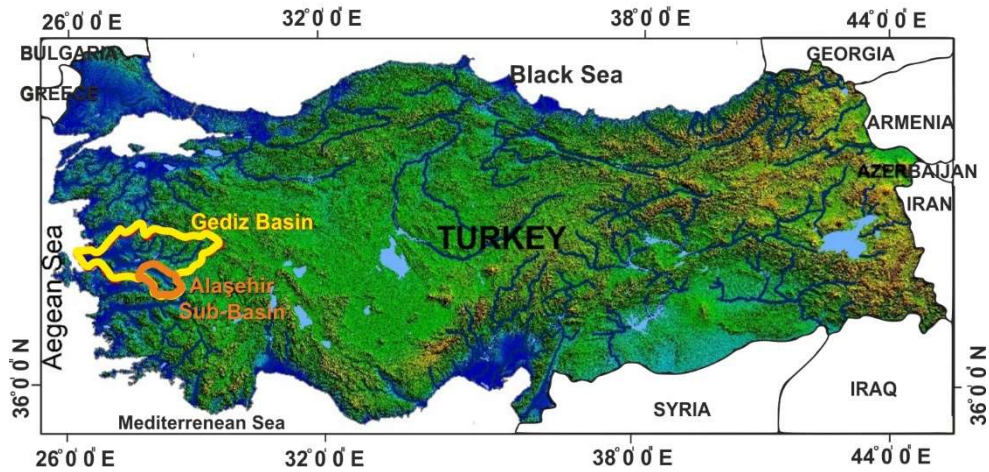 26°0'0"E 32°0'0"E 38°0'0"E 44°0'0"E
BULGARIA
GREECE
Black Sea
GEORGIA
ARMENIA
AZERBAIJAN
IRAN
Gediz Basin
TURKEY
Aegean Sea
Alaşehir
Sub-Basin
36°0'0"N
36°0'0"N
Mediterrenean Sea
SYRIA
IRAQ
26°0'0"E 32°0'0"E 38°0'0"E 44°0'0"E